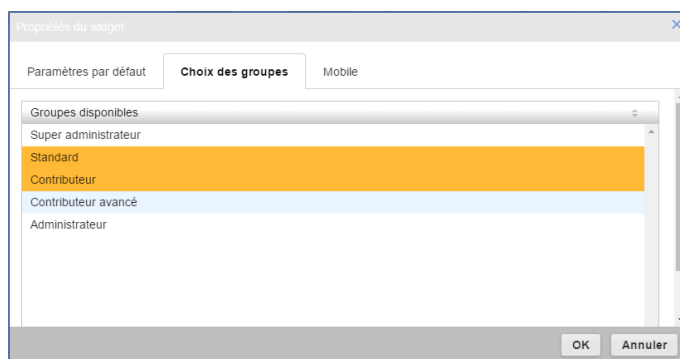 Propriétés du widget
Paramètres par défaut Choix des groupes Mobile
Groupes disponibles
Super administrateur
Standard
Contributeur
Contributeur avancé
Administrateur
OK Annuler